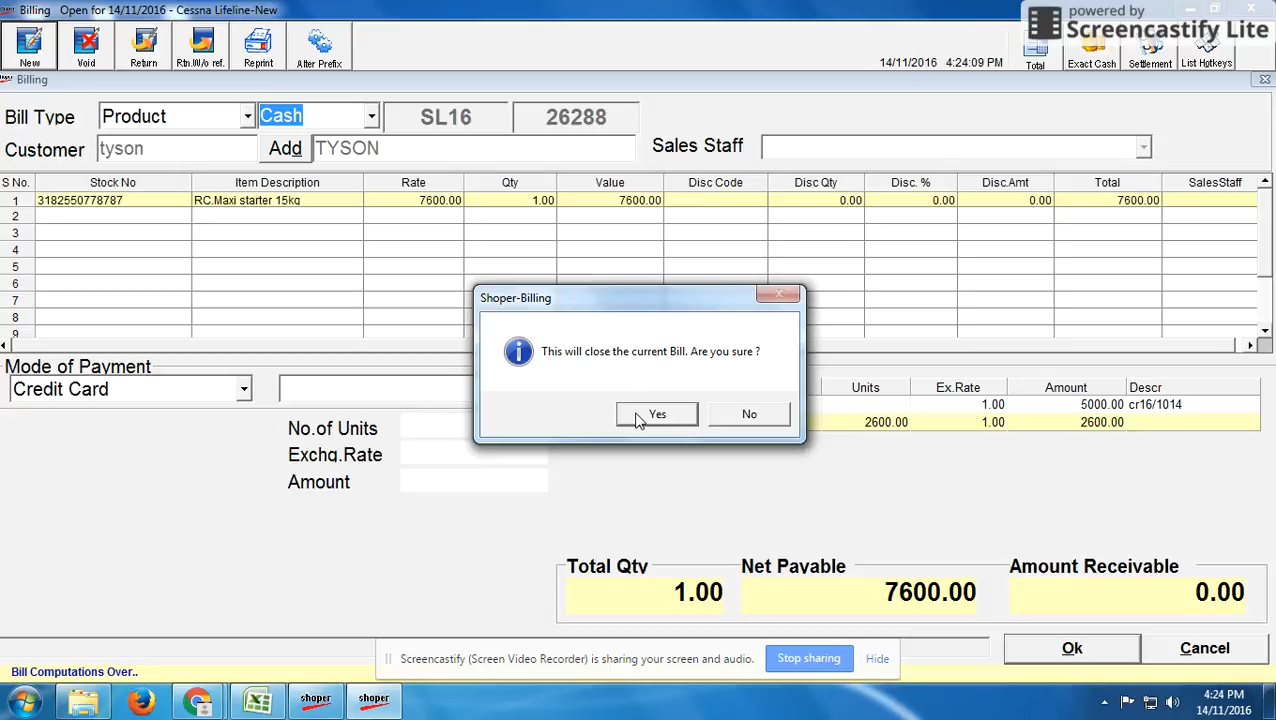 Billing Open for 14/11/2016 - Cessna Lifeline-New
powered by
Screencastify Lite
New Void Return Rtn.W/o ref. Reprint Alter Prefix 14/11/2016 4:24:09 PM Total Exact Cash Settlement List Hotkeys
Billing
Bill Type Product Cash SL16 26288
Customer tyson Add TYSON Sales Staff
S No. Stock No Item Description Rate Qty Value Disc Code Disc Qty Disc. % Disc.Amt Total SalesStaff
1 3182550778787 RC.Maxi starter 15kg 7600.00 1.00 7600.00 0.00 0.00 0.00 7600.00
2
3
4
5
6
7
8
9
Shoper-Billing
This will close the current Bill. Are you sure ?
Yes No
Mode of Payment
Credit Card
Units Ex.Rate Amount Descr
1.00 5000.00 cr16/1014
2600.00 1.00 2600.00
No.of Units
Exchg.Rate
Amount
Total Qty Net Payable Amount Receivable
1.00 7600.00 0.00
Ok Cancel
Screencastify (Screen Video Recorder) is sharing your screen and audio. Stop sharing Hide
Bill Computations Over..
shoper shoper
4:24 PM
14/11/2016